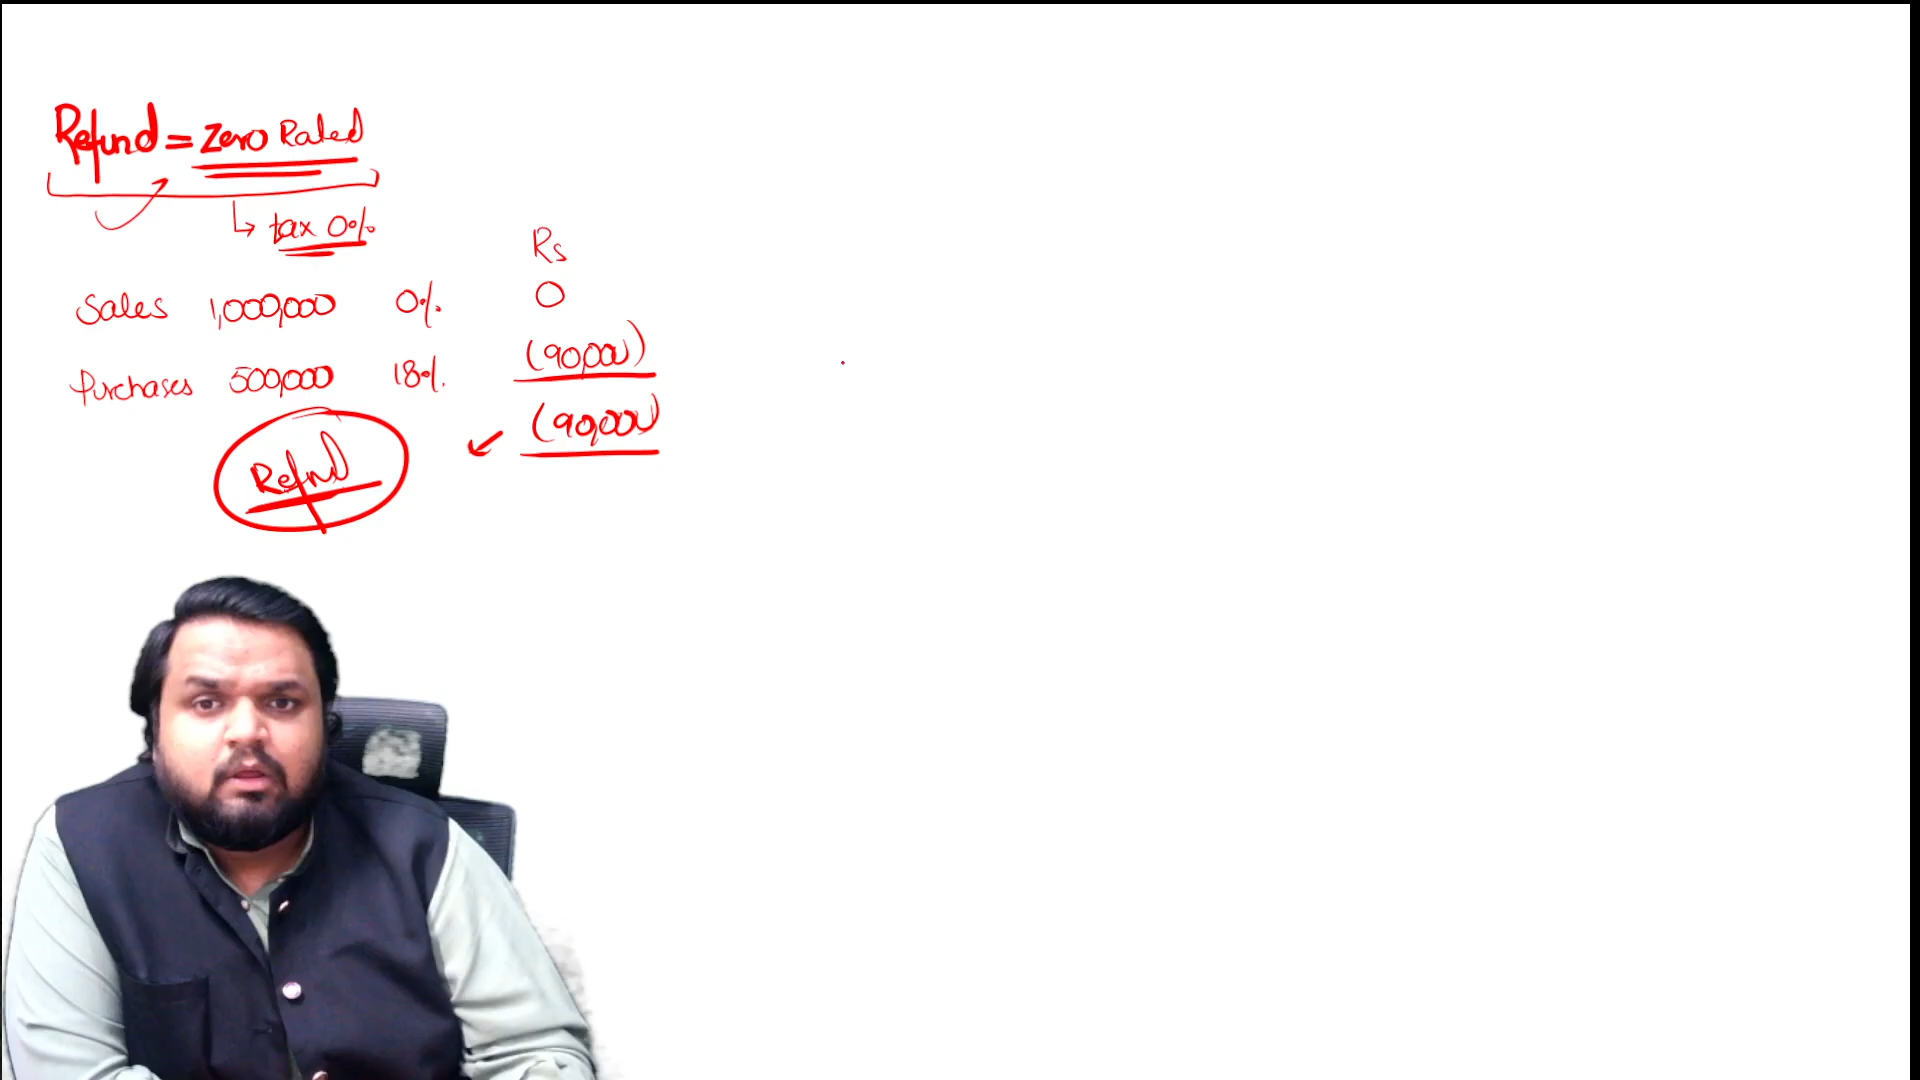 Refund = Zero Rated
↳ tax 0%
Rs
Sales 1,000,000 0% 0
Purchases 500,000 18% (90,000)
(90,000)
Refund